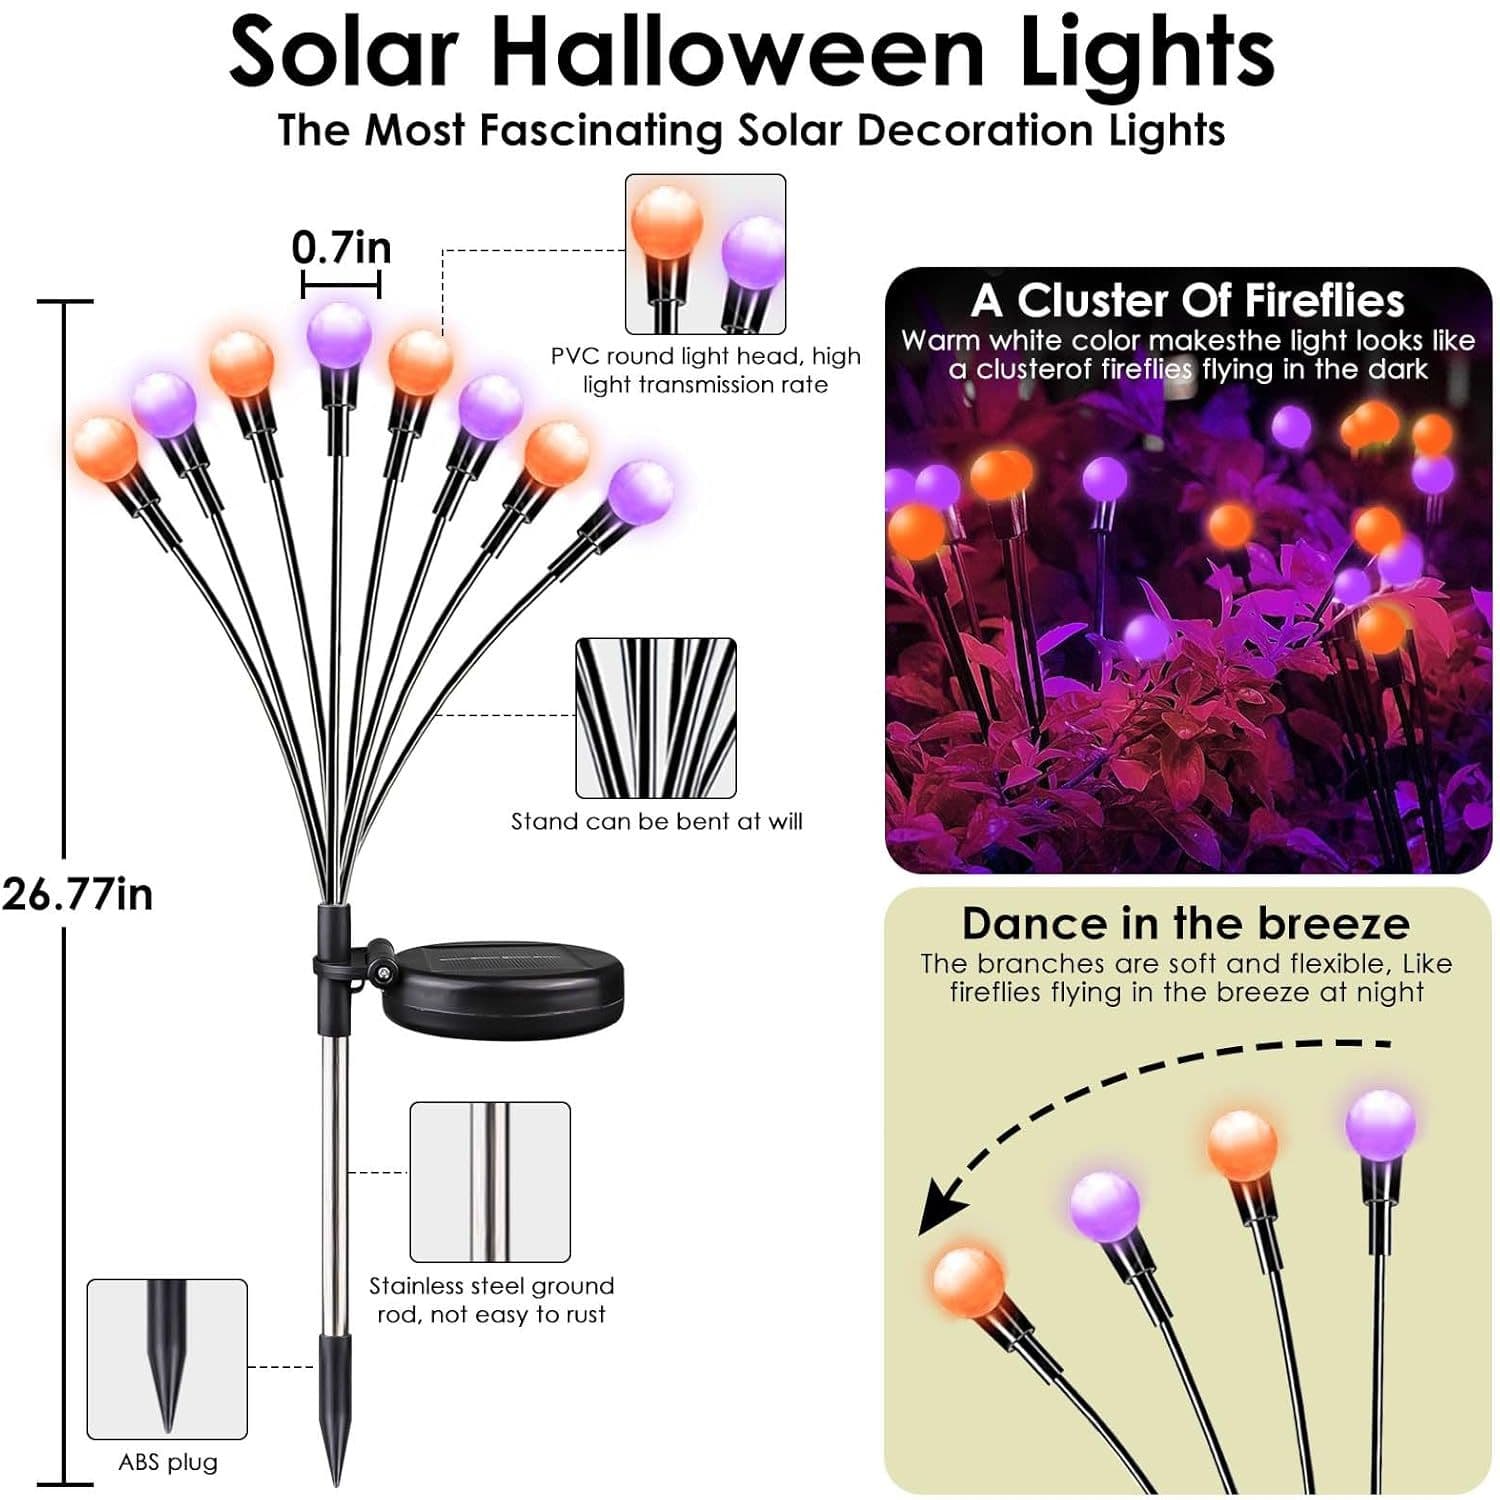 Solar Halloween Lights
The Most Fascinating Solar Decoration Lights
0.7in
PVC round light head, high
light transmission rate
Stand can be bent at will
26.77in
Stainless steel ground
rod, not easy to rust
ABS plug
A Cluster Of Fireflies
Warm white color makesthe light looks like
a clusterof fireflies flying in the dark
Dance in the breeze
The branches are soft and flexible, Like
fireflies flying in the breeze at night